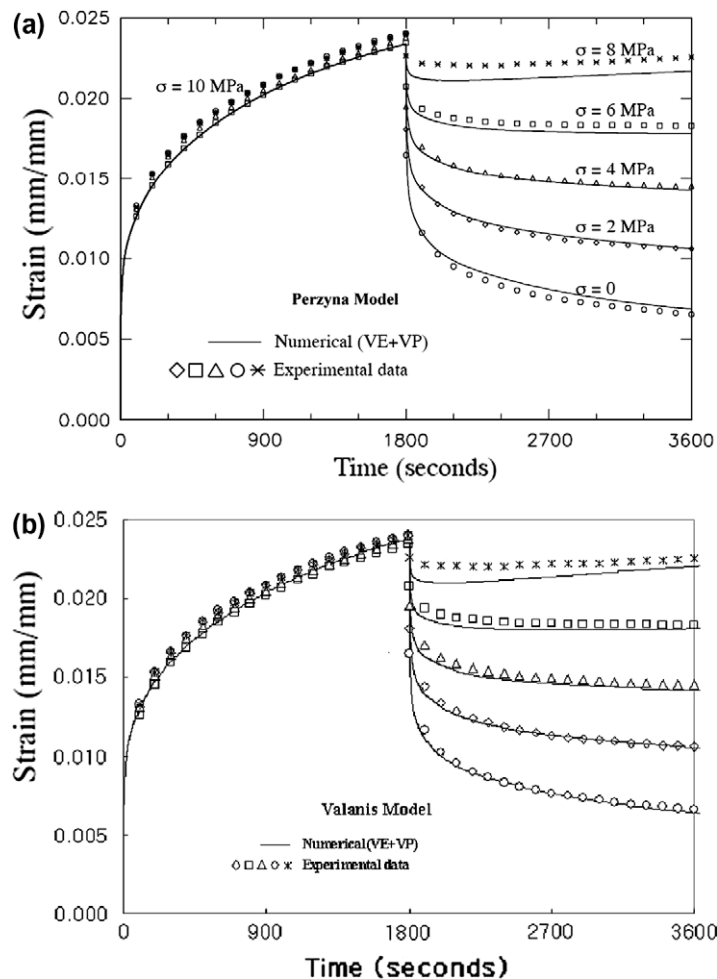 (a)
0.025
σ = 8 MPa
σ = 10 MPa
0.020
σ = 6 MPa
0.015
σ = 4 MPa
σ = 2 MPa
0.010
Perzyna Model
σ = 0
Numerical (VE+VP)
0.005
Experimental data
0.000
Strain (mm/mm)
0 900 1800 2700 3600
Time (seconds)
(b)
0.025
0.020
0.015
0.010
Valanis Model
0.005
Numerical(VE+VP)
Experimental data
0.000
Strain (mm/mm)
0 900 1800 2700 3600
Time (seconds)